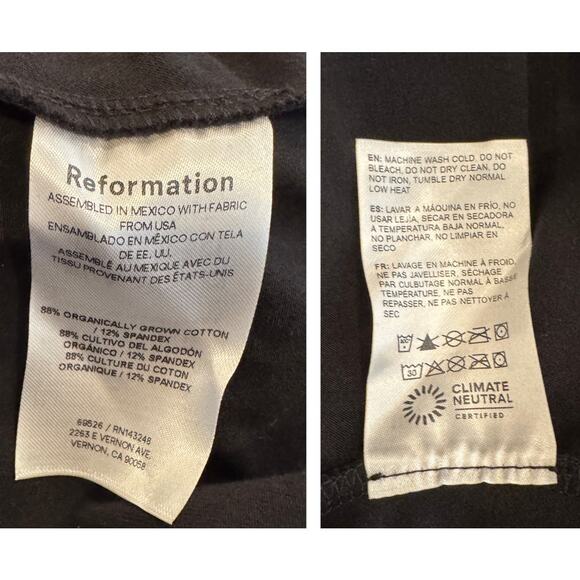 Reformation
ASSEMBLED IN MEXICO WITH FABRIC
FROM USA
ENSAMBLADO EN MÉXICO CON TELA
DE EE. UU.
ASSEMBLÉ AU MEXIQUE AVEC DU
TISSU PROVENANT DES ÉTATS-UNIS
88% ORGANICALLY GROWN COTTON
/ 12% SPANDEX
88% CULTIVO DEL ALGODÓN
ORGÁNICO / 12% SPANDEX
88% CULTURE DU COTON
ORGANIQUE / 12% SPANDEX
69526 / RN143248
2263 E VERNON AVE.
VERNON, CA 90058
EN: MACHINE WASH COLD, DO NOT
BLEACH, DO NOT DRY CLEAN, DO
NOT IRON, TUMBLE DRY NORMAL
LOW HEAT
ES: LAVAR A MÁQUINA EN FRÍO, NO
USAR LEJÍA, SECAR EN SECADORA
A TEMPERATURA BAJA NORMAL,
NO PLANCHAR, NO LIMPIAR EN
SECO
FR: LAVAGE EN MACHINE À FROID,
NE PAS JAVELLISER, SÉCHAGE
PAR CULBUTAGE NORMAL À BASSE
TEMPÉRATURE, NE PAS
REPASSER, NE PAS NETTOYER À
SEC
30
CLIMATE
NEUTRAL
CERTIFIED